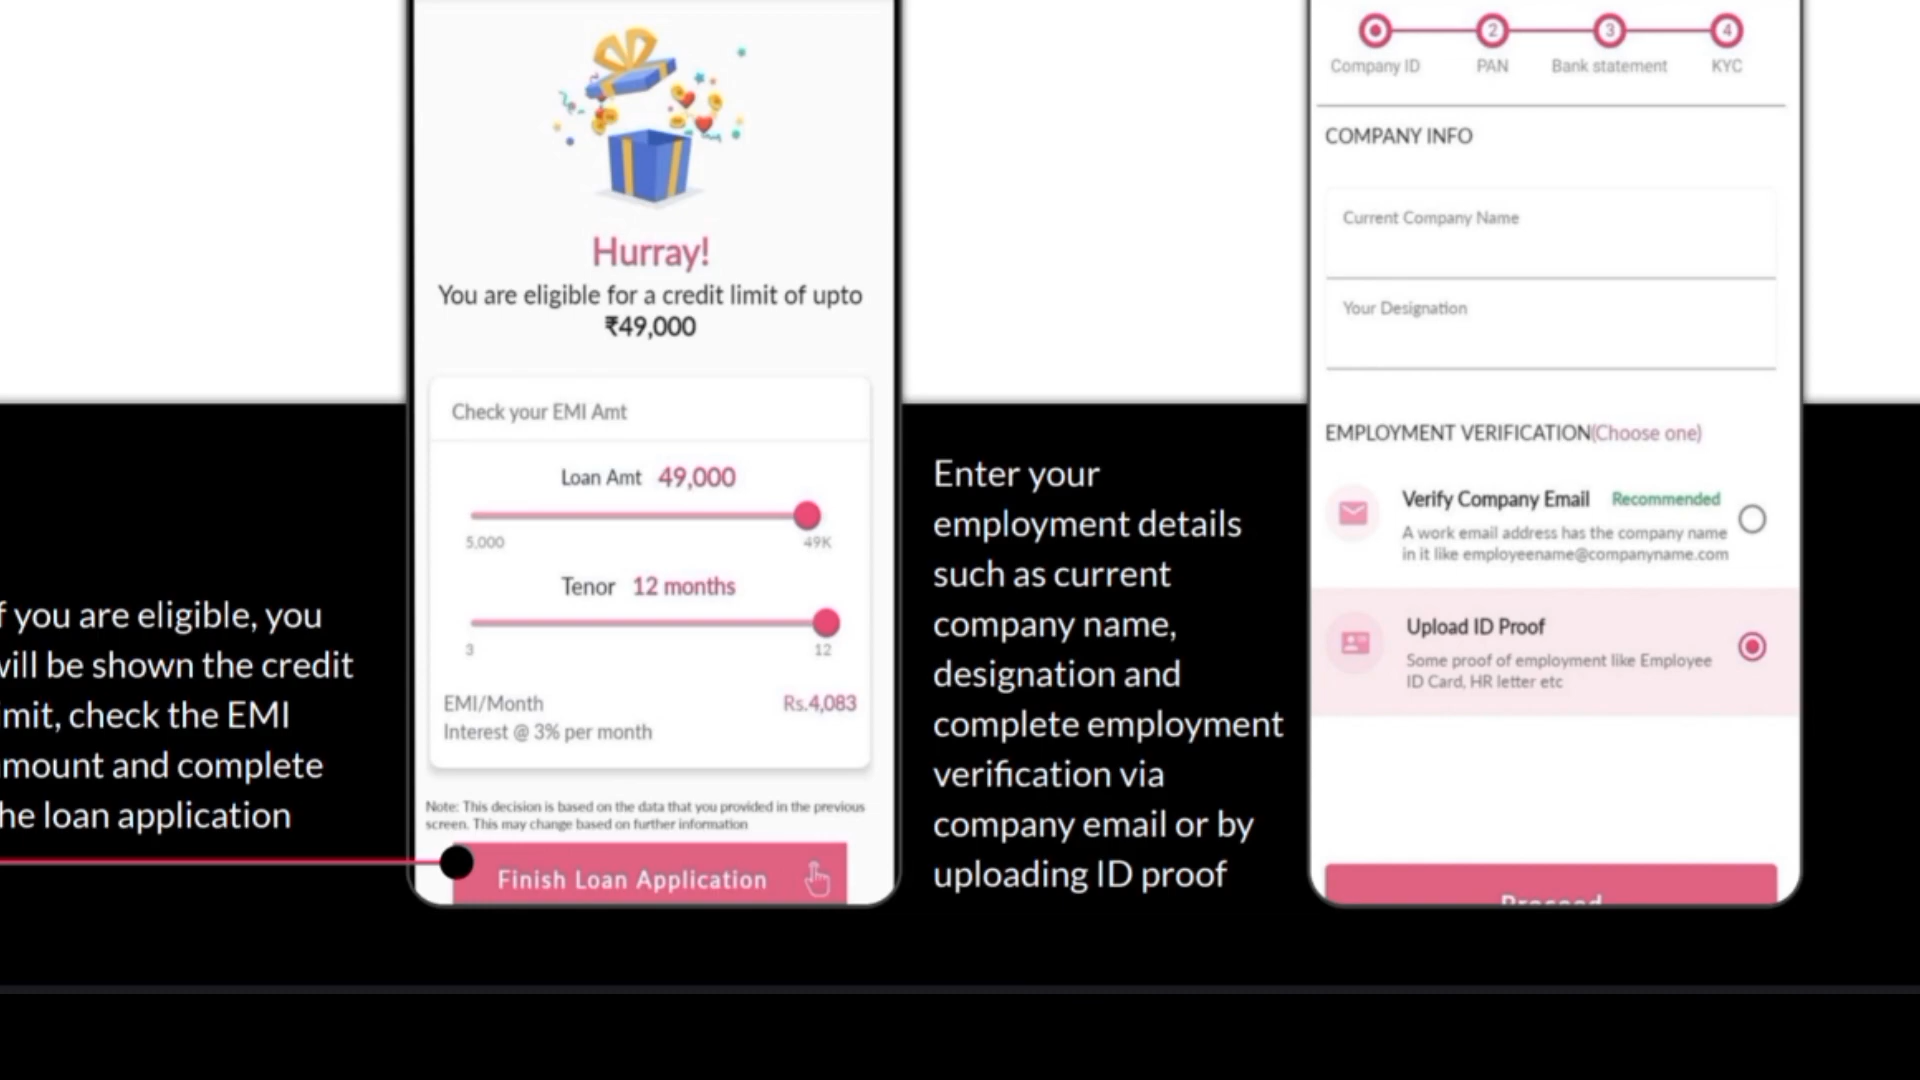 f you are eligible, you
will be shown the credit
imit, check the EMI
mount and complete
he loan application
Hurray!
You are eligible for a credit limit of upto
₹49,000
Check your EMI Amt
Loan Amt 49,000
5,000 49K
Tenor 12 months
3 12
EMI/Month Rs.4,083
Interest @ 3% per month
Note: This decision is based on the data that you provided in the previous
screen. This may change based on further information
Finish Loan Application
Enter your
employment details
such as current
company name,
designation and
complete employment
verification via
company email or by
uploading ID proof
2 3 4
Company ID PAN Bank statement KYC
COMPANY INFO
Current Company Name
Your Designation
EMPLOYMENT VERIFICATION(Choose one)
Verify Company Email Recommended
A work email address has the company name
in it like employeename@companyname.com
Upload ID Proof
Some proof of employment like Employee
ID Card, HR letter etc
Proceed